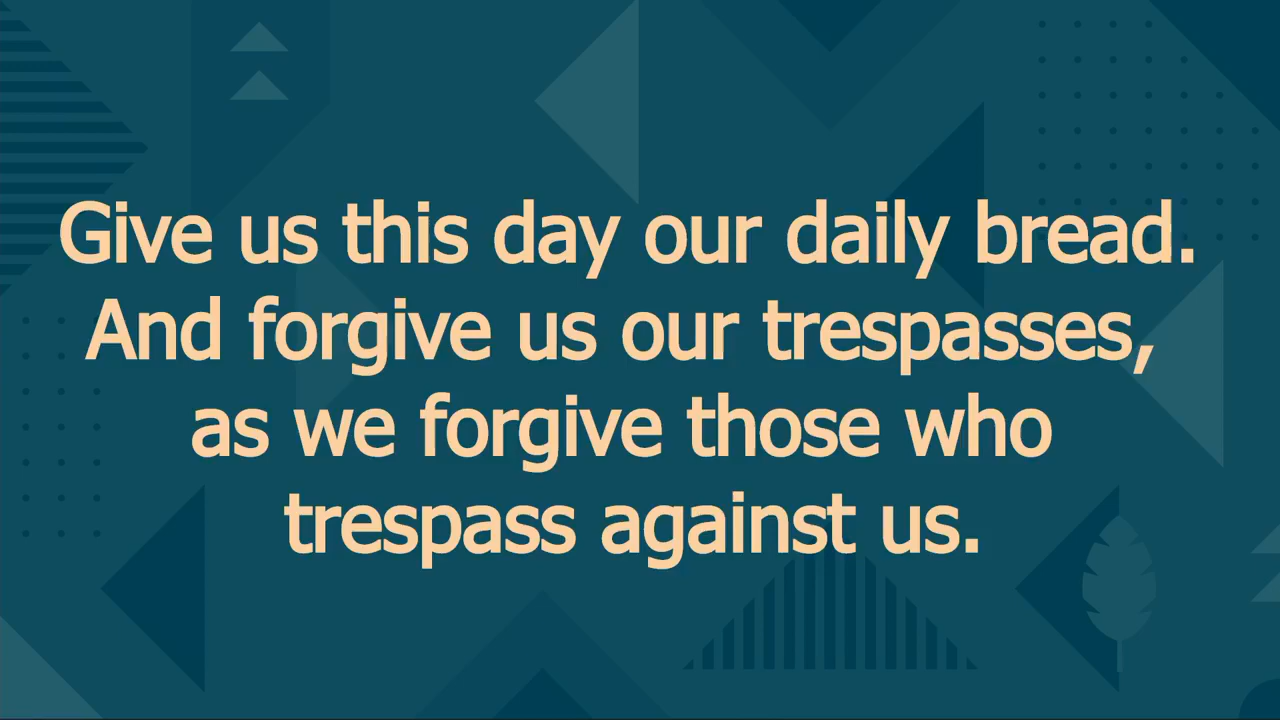 Give us this day our daily bread.
And forgive us our trespasses,
as we forgive those who
trespass against us.